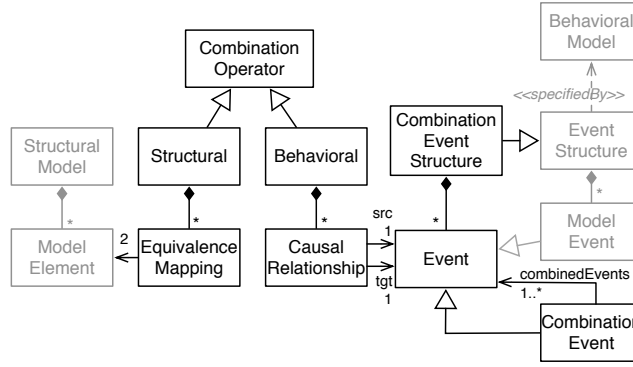 Combination
Operator
Behavioral
Model
<<specifiedBy>>
Structural
Model
Structural
Behavioral
Combination
Event
Structure
Event
Structure
*
*
*
*
*
Model
Element
2
Equivalence
Mapping
Causal
Relationship
src
1
tgt
1
Event
Model
Event
combinedEvents
1..*
Combination
Event